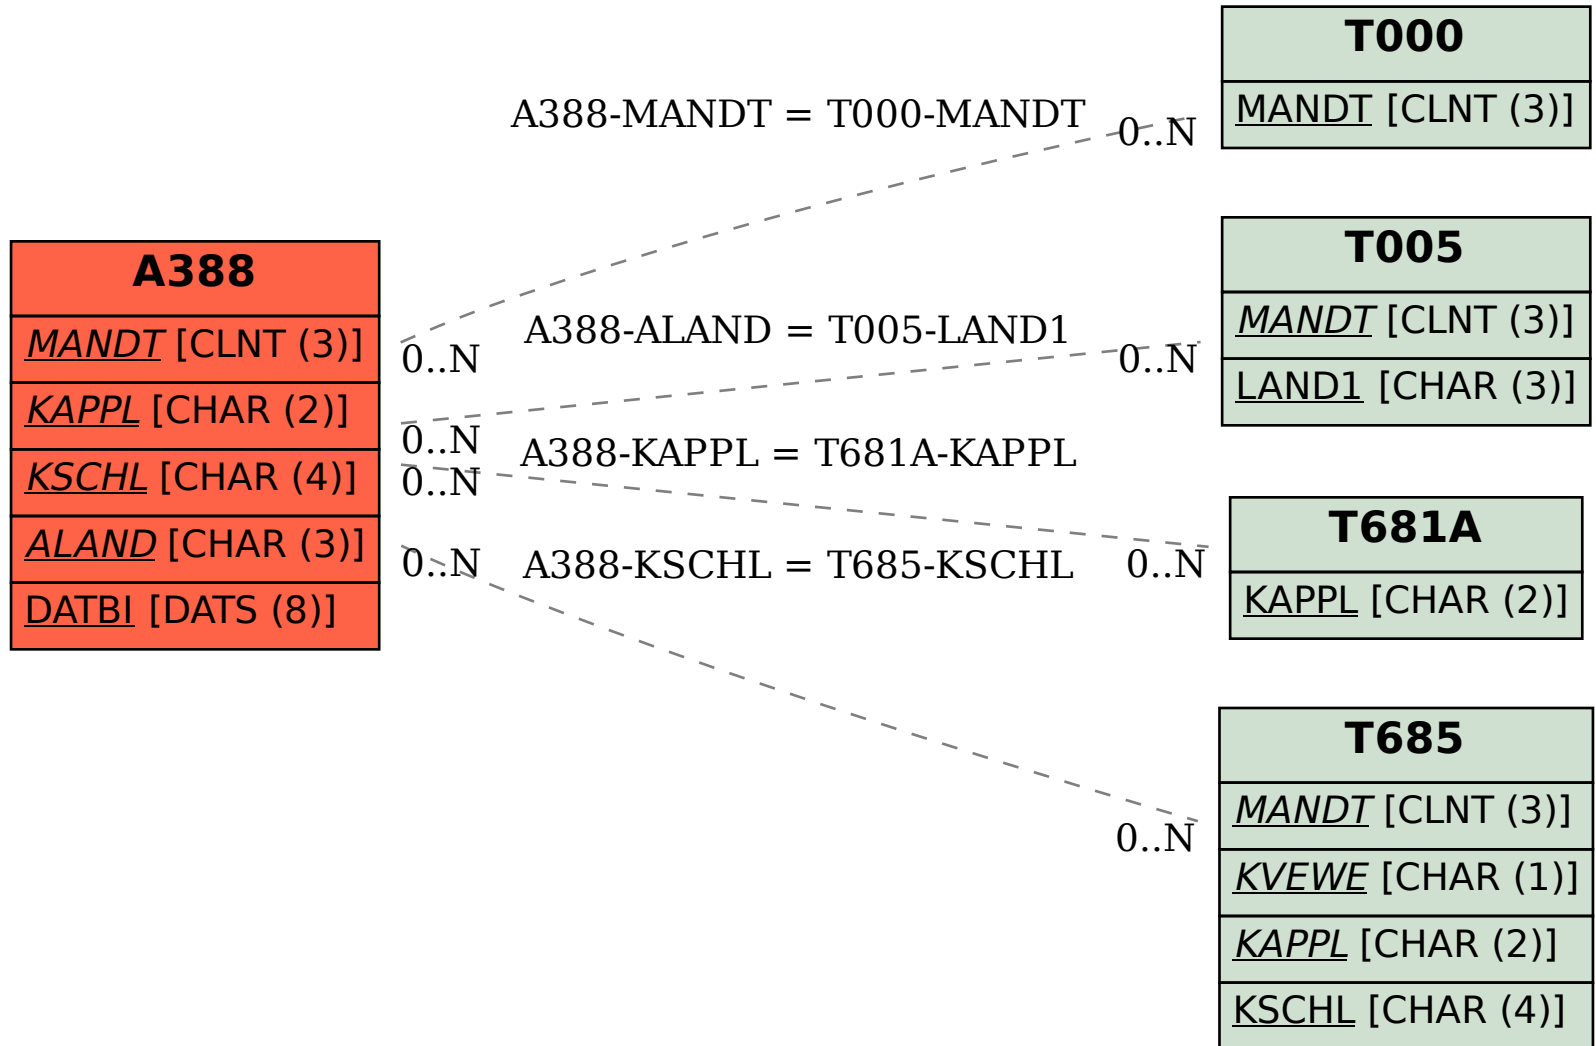 A388
MANDT [CLNT (3)]
KAPPL [CHAR (2)]
KSCHL [CHAR (4)]
ALAND [CHAR (3)]
DATBI [DATS (8)]
A388-MANDT = T000-MANDT
0..N
0..N
A388-ALAND = T005-LAND1
0..N
0..N
A388-KAPPL = T681A-KAPPL
0..N
0..N
A388-KSCHL = T685-KSCHL
0..N
0..N
T000
MANDT [CLNT (3)]
T005
MANDT [CLNT (3)]
LAND1 [CHAR (3)]
T681A
KAPPL [CHAR (2)]
T685
MANDT [CLNT (3)]
KVEWE [CHAR (1)]
KAPPL [CHAR (2)]
KSCHL [CHAR (4)]